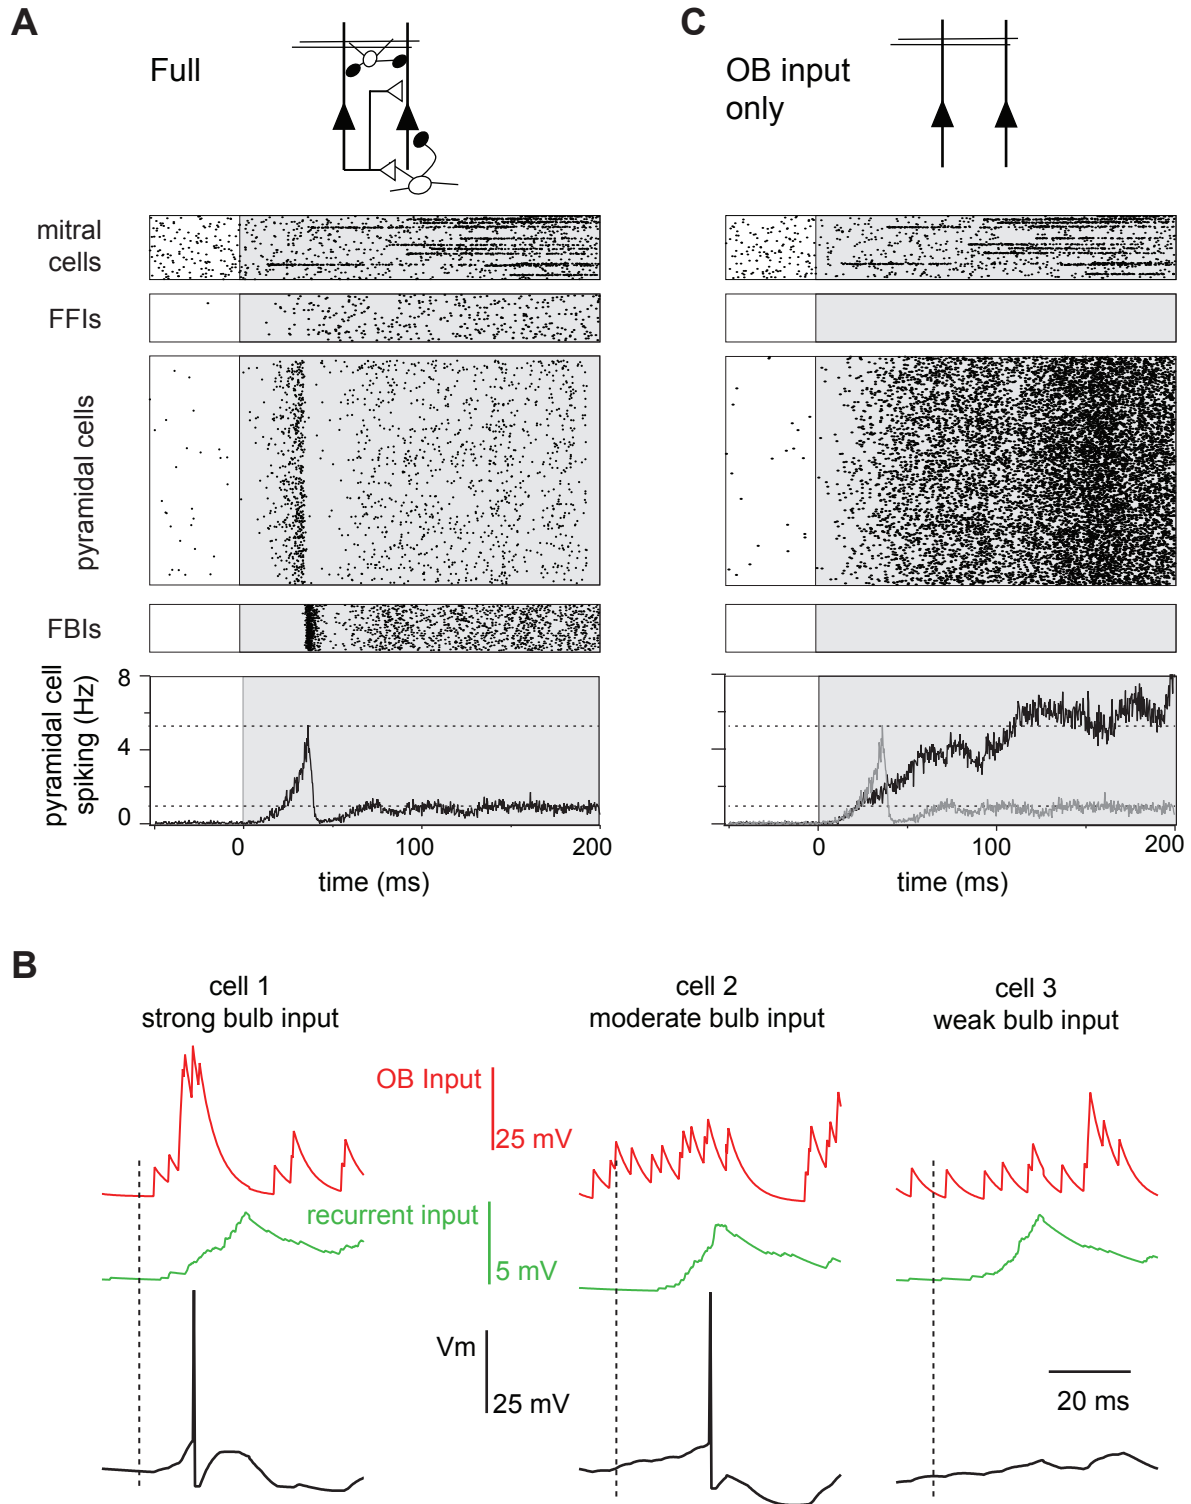 A
Full
mitral
cells
FFIs
pyramidal cells
FBIs
pyramidal cell
spiking (Hz)
8
4
0
0
100
200
time (ms)
C
OB input
only
0
100
200
time (ms)
B
cell 1
strong bulb input
cell 2
moderate bulb input
cell 3
weak bulb input
OB Input
25 mV
recurrent input
5 mV
Vm
25 mV
20 ms